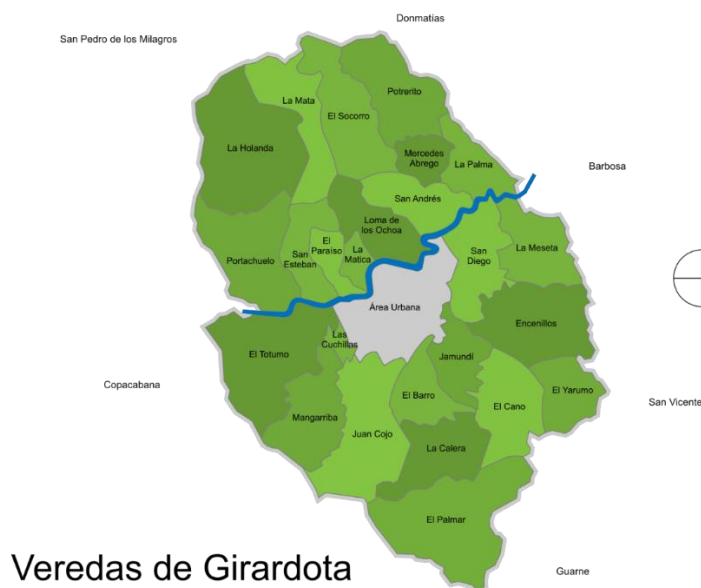 Donmatías
San Pedro de los Milagros
Potrerito
La Mata
El Socorro
La Holanda
Mercedes
Abrego
La Palma
Barbosa
San Andrés
Loma de
los Ochoa
El
Paraíso
La
Matica
San
Esteban
Portachuelo
San
Diego
La Meseta
Área Urbana
Encenillos
Las
Cuchillas
El Totumo
Jamundí
Copacabana
El Barro
El Cano
El Yarumo
San Vicente
Mangarriba
Juan Cojo
La Calera
El Palmar
Veredas de Girardota
Guarne